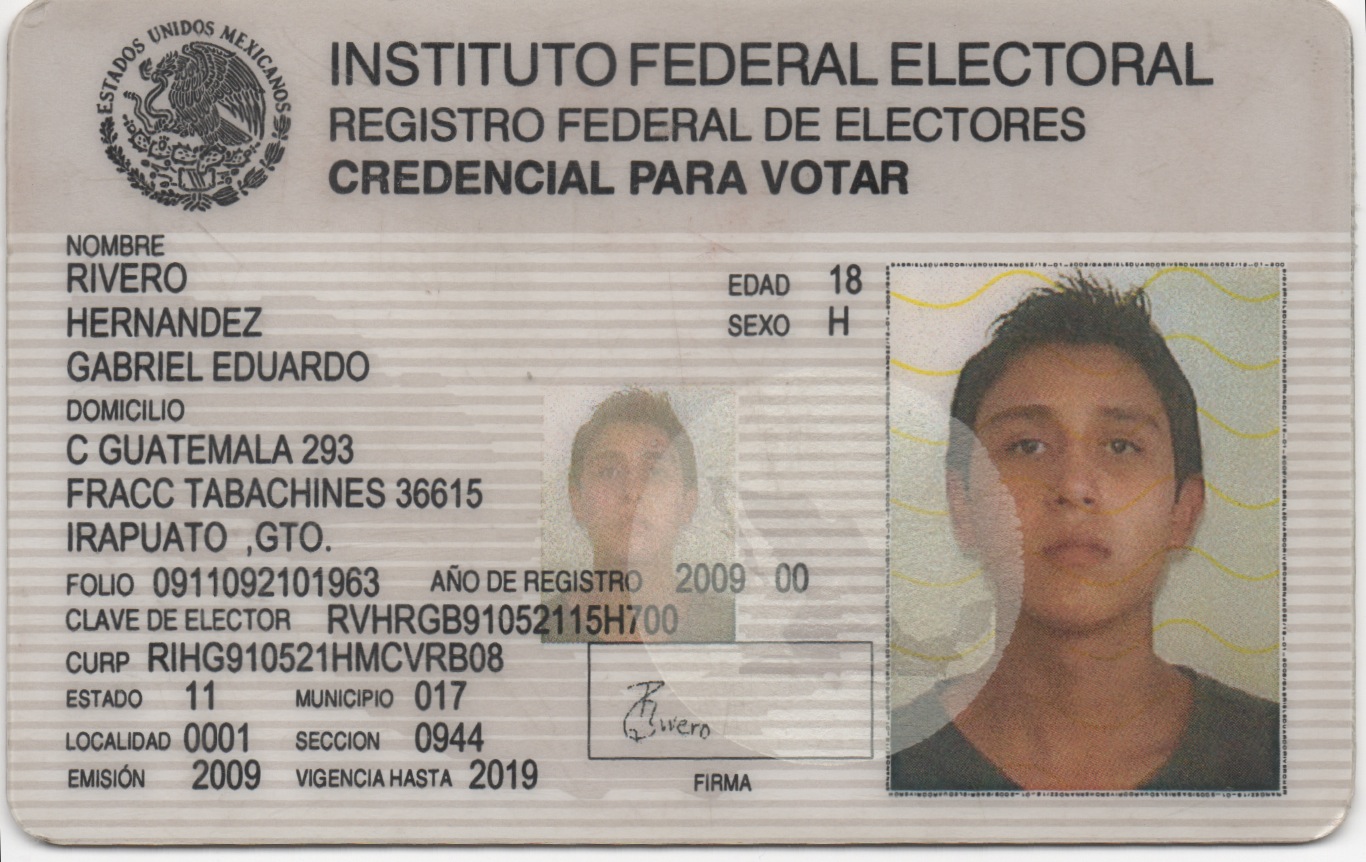 ESTADOS UNIDOS MEXICANOS
INSTITUTO FEDERAL ELECTORAL
REGISTRO FEDERAL DE ELECTORES
CREDENCIAL PARA VOTAR
NOMBRE
RIVERO
HERNANDEZ
GABRIEL EDUARDO
EDAD 18
SEXO H
DOMICILIO
C GUATEMALA 293
FRACC TABACHINES 36615
IRAPUATO ,GTO.
FOLIO 0911092101963 AÑO DE REGISTRO 2009 00
CLAVE DE ELECTOR RVHRGB91052115H700
CURP RIHG910521HMCVRB08
ESTADO 11 MUNICIPIO 017
LOCALIDAD 0001 SECCION 0944
EMISIÓN 2009 VIGENCIA HASTA 2019
Rivero
FIRMA